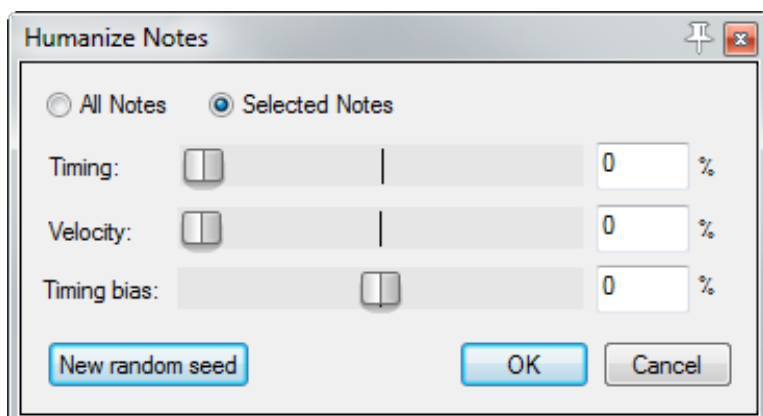 Humanize Notes
All Notes Selected Notes
Timing: 0 %
Velocity: 0 %
Timing bias: 0 %
New random seed OK Cancel